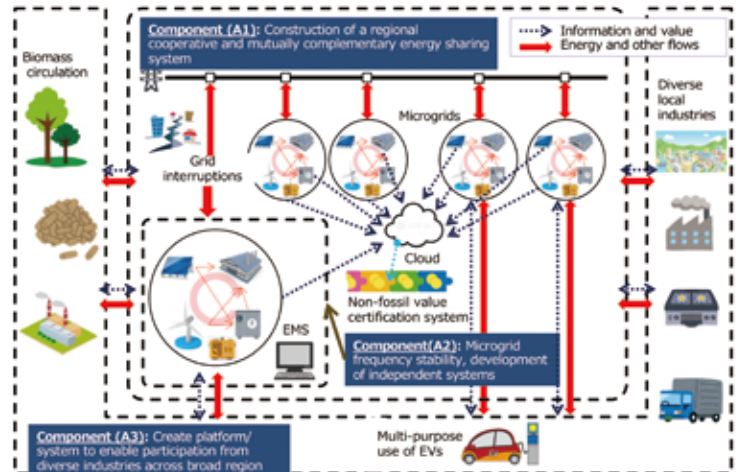 Component (A1): Construction of a regional
cooperative and mutually complementary energy sharing
system
Information and value
Energy and other flows
Biomass
circulation
Microgrids
Diverse
local
industries
Grid
interruptions
Cloud
Non-fossil value
certification system
EMS
Component(A2): Microgrid
frequency stability, development
of independent systems
Component (A3): Create platform/
system to enable participation from
diverse industries across broad region
Multi-purpose
use of EVs